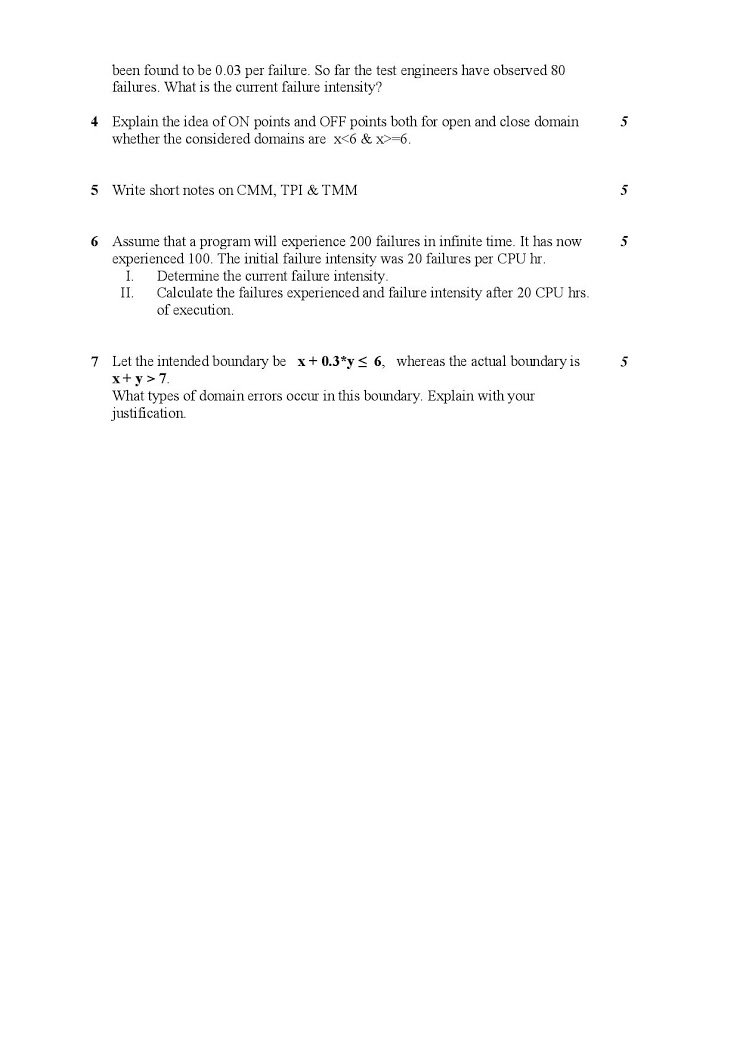 been found to be 0.03 per failure. So far the test engineers have observed 80
failures. What is the current failure intensity?
4 Explain the idea of ON points and OFF points both for open and close domain 5
whether the considered domains are x<6 & x>=6.
5 Write short notes on CMM, TPI & TMM 5
6 Assume that a program will experience 200 failures in infinite time. It has now 5
experienced 100. The initial failure intensity was 20 failures per CPU hr.
I. Determine the current failure intensity.
II. Calculate the failures experienced and failure intensity after 20 CPU hrs.
of execution.
7 Let the intended boundary be x + 0.3*y ≤ 6, whereas the actual boundary is 5
x + y > 7.
What types of domain errors occur in this boundary. Explain with your
justification.